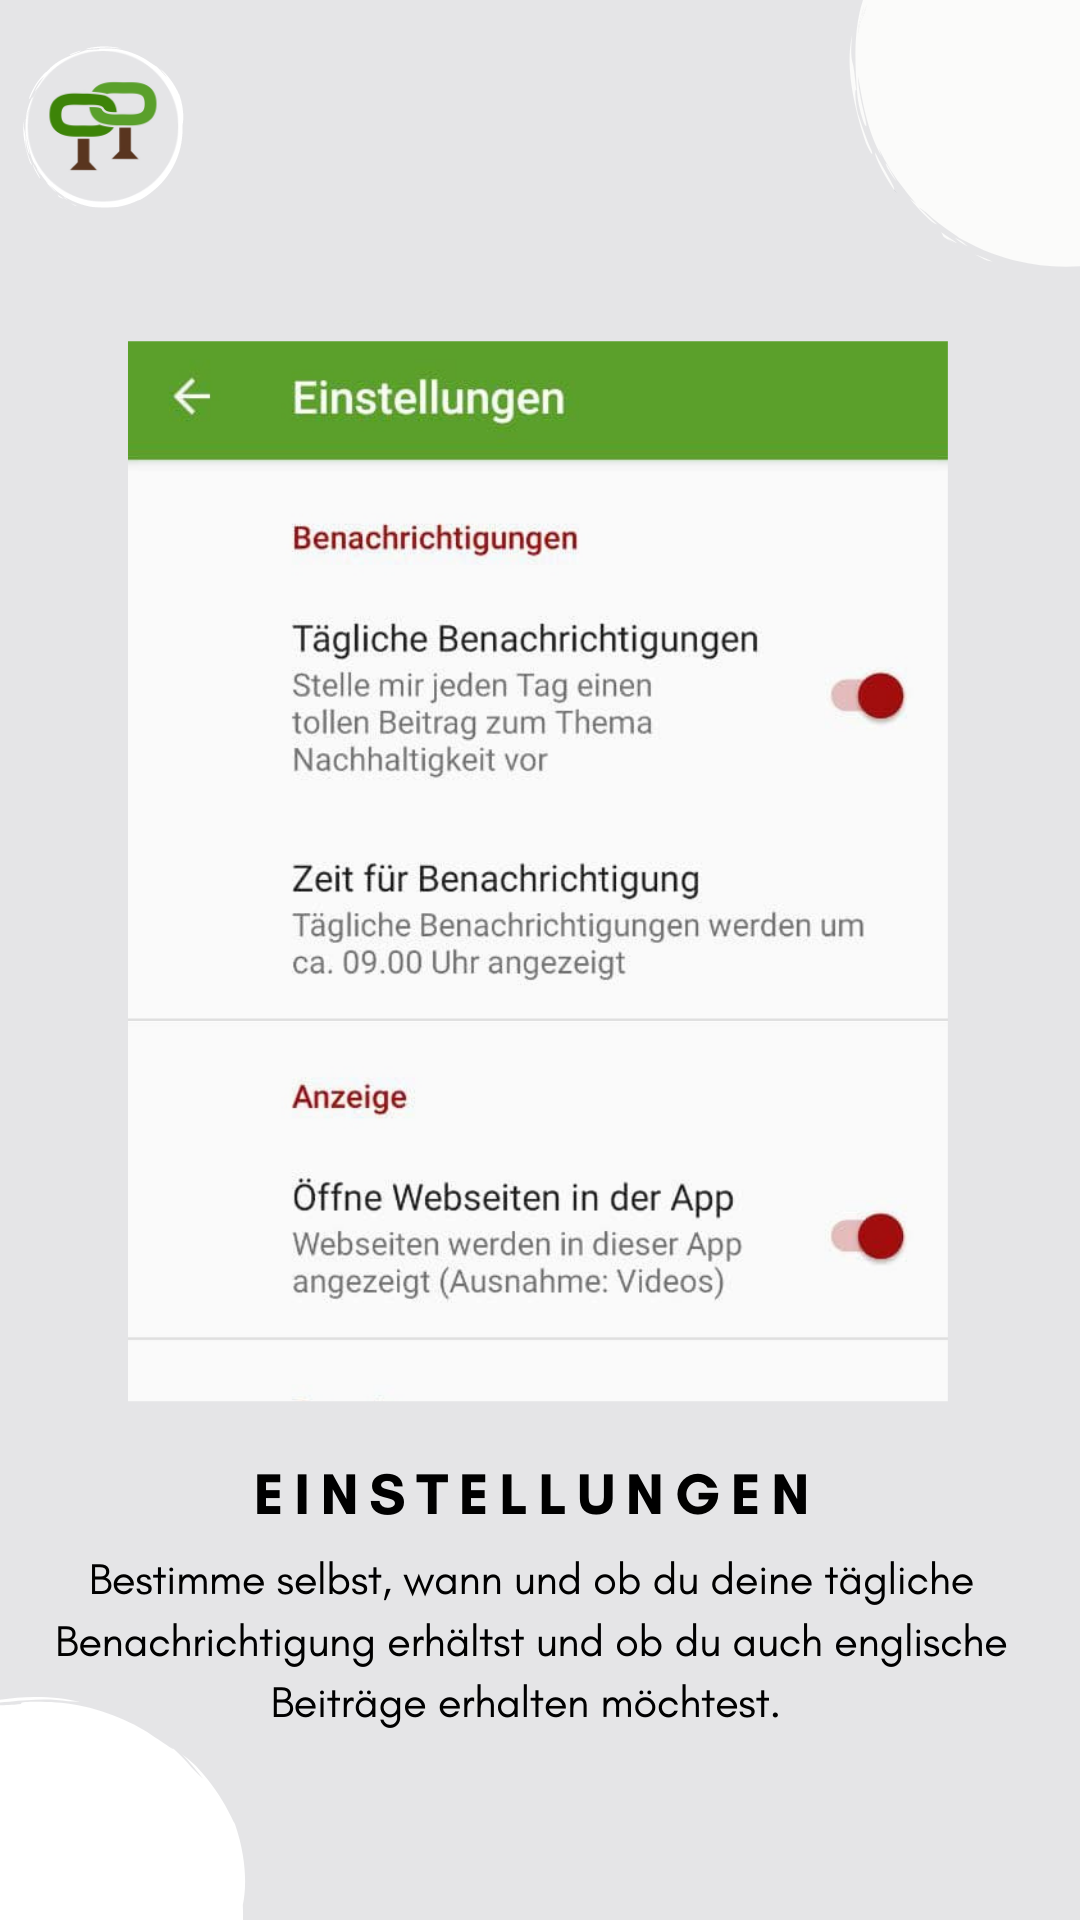 Einstellungen
Benachrichtigungen
Tägliche Benachrichtigungen
Stelle mir jeden Tag einen
tollen Beitrag zum Thema
Nachhaltigkeit vor
Zeit für Benachrichtigung
Tägliche Benachrichtigungen werden um
ca. 09.00 Uhr angezeigt
Anzeige
Öffne Webseiten in der App
Webseiten werden in dieser App
angezeigt (Ausnahme: Videos)
EINSTELLUNGEN
Bestimme selbst, wann und ob du deine tägliche
Benachrichtigung erhältst und ob du auch englische
Beiträge erhalten möchtest.